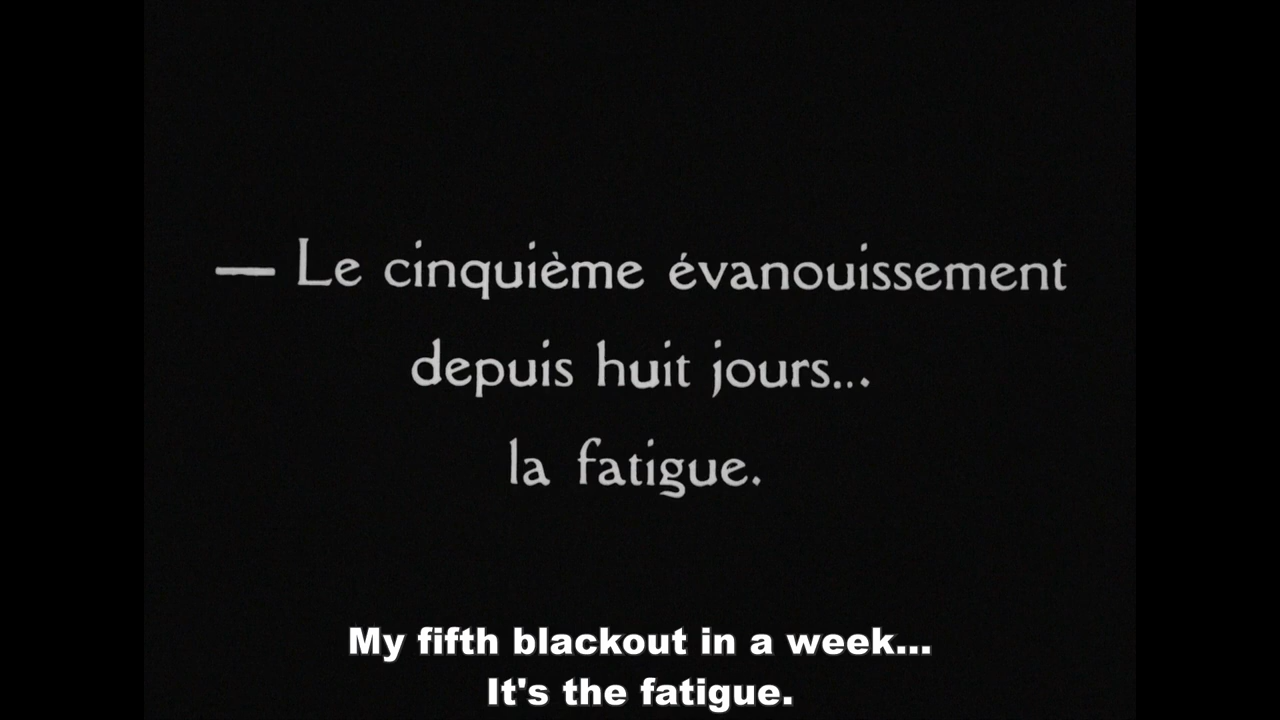 — Le cinquième évanouissement
depuis huit jours...
la fatigue.
My fifth blackout in a week...
It's the fatigue.